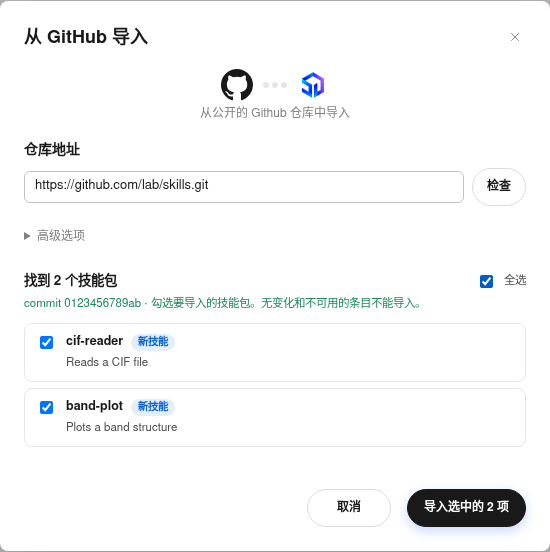 从 GitHub 导入
从公开的 Github 仓库中导入
仓库地址
https://github.com/lab/skills.git
检查
高级选项
找到 2 个技能包
全选
commit 0123456789ab · 勾选要导入的技能包。无变化和不可用的条目不能导入。
cif-reader 新技能
Reads a CIF file
band-plot 新技能
Plots a band structure
取消
导入选中的 2 项